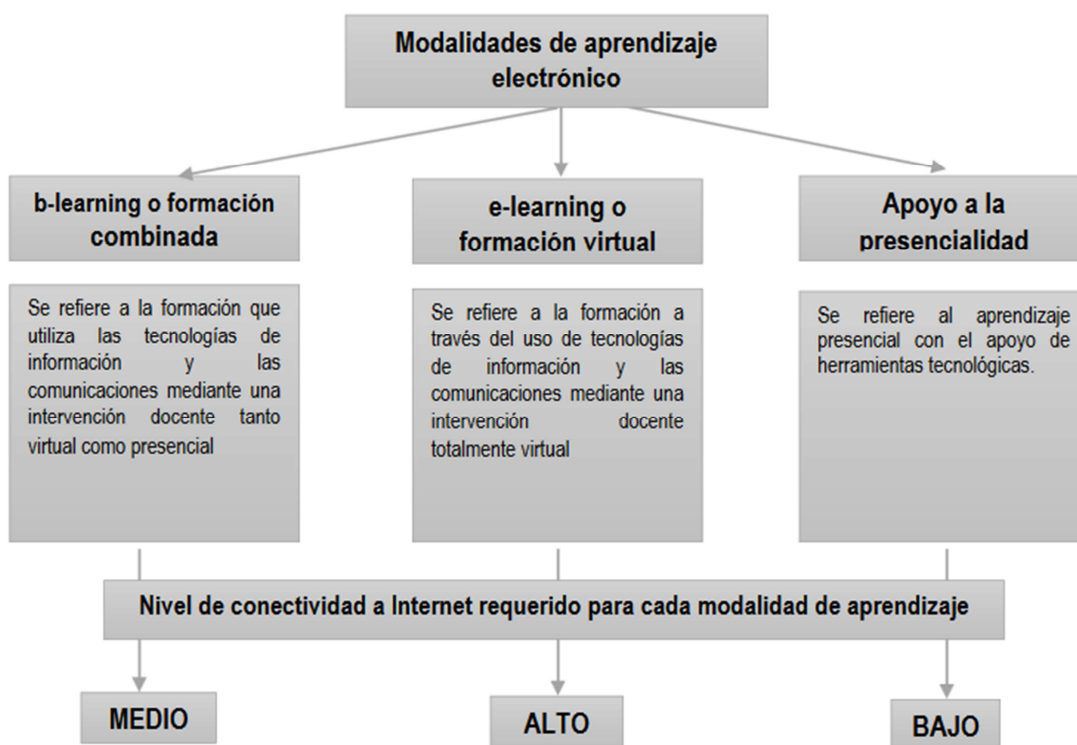 Modalidades de aprendizaje
electrónico
b-learning o formación
combinada
Se refiere a la formación que
utiliza las tecnologías de
información y las
comunicaciones mediante una
intervención docente tanto
virtual como presencial
e-learning o
formación virtual
Se refiere a la formación a
través del uso de tecnologías
de información y las
comunicaciones mediante una
intervención docente
totalmente virtual
Apoyo a la
presencialidad
Se refiere al aprendizaje
presencial con el apoyo de
herramientas tecnológicas.
Nivel de conectividad a Internet requerido para cada modalidad de aprendizaje
MEDIO
ALTO
BAJO